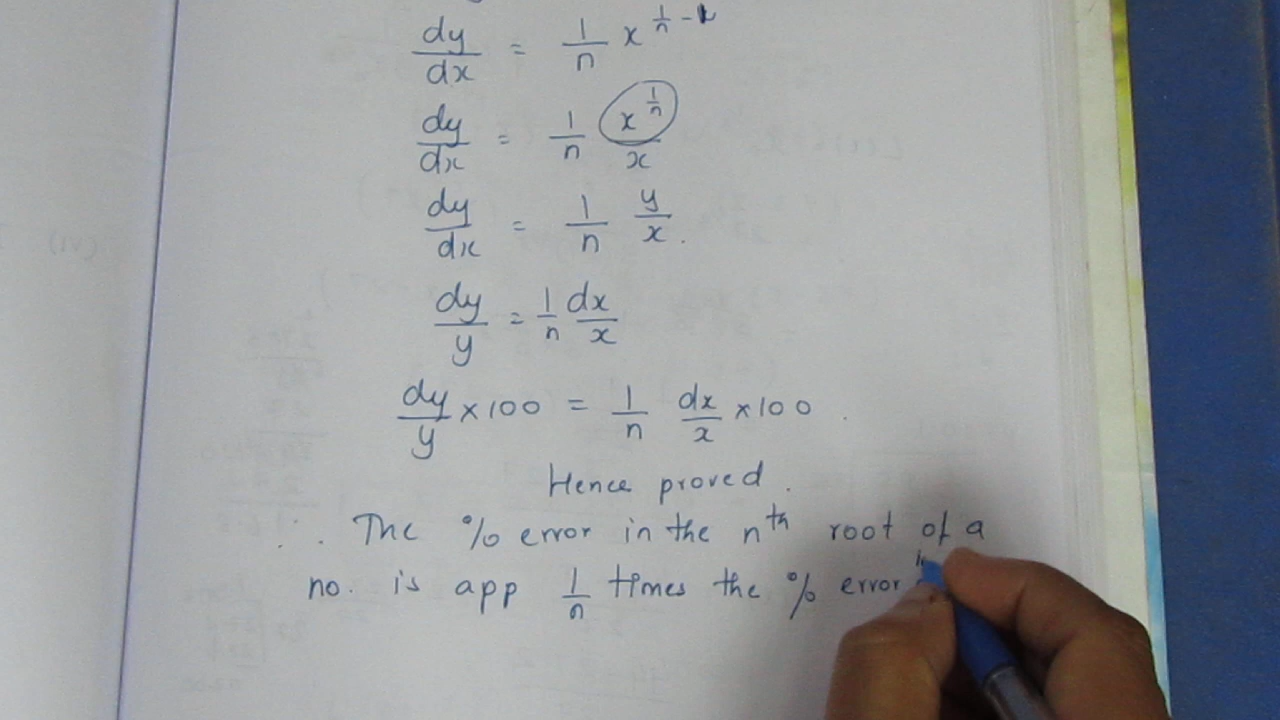 dy/dx = 1/n x^(1/n - 1)
dy/dx = 1/n x^(1/n)/x
dy/dx = 1/n y/x.
dy/y = 1/n dx/x
dy/y × 100 = 1/n dx/x × 100.
Hence proved.
∴ The % error in the nth root of a
no. is app 1/n times the % error